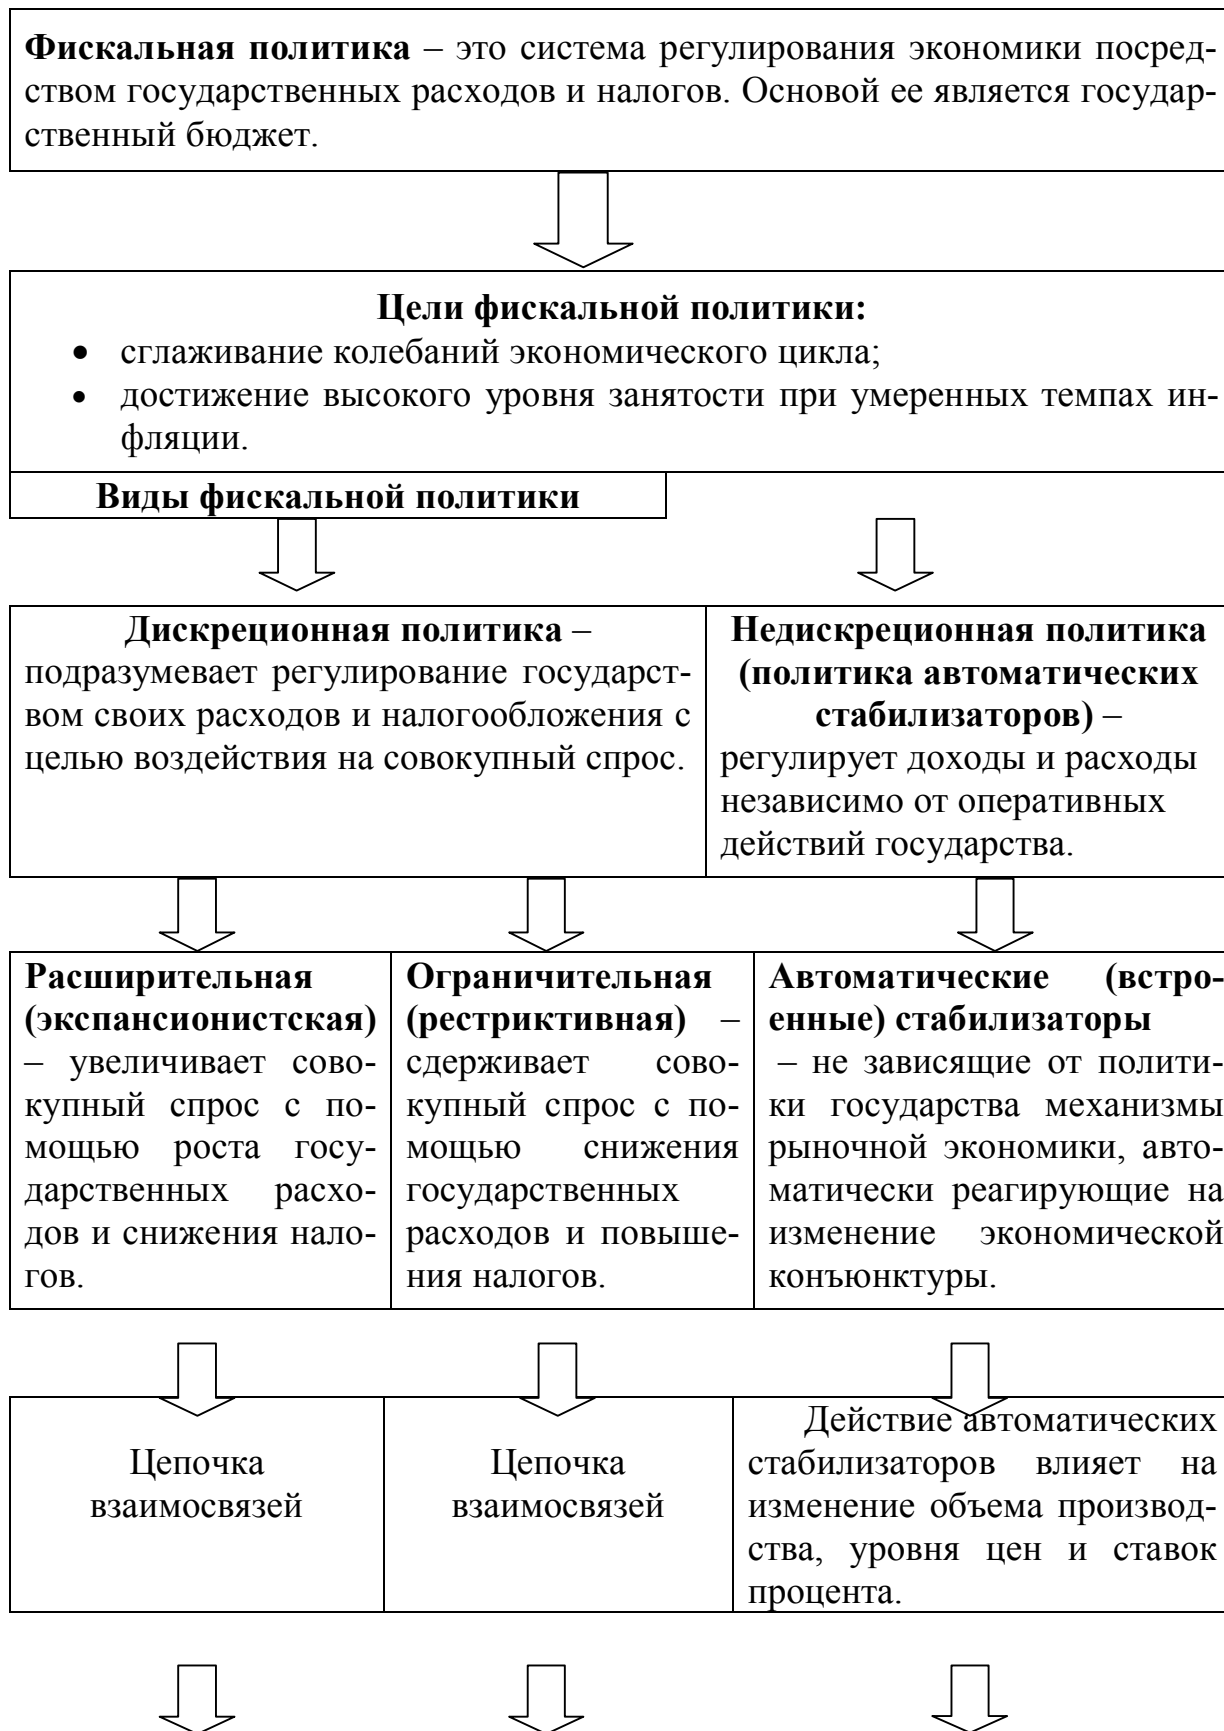 Фискальная политика – это система регулирования экономики посред-
ством государственных расходов и налогов. Основой ее является государ-
ственный бюджет.
Цели фискальной политики:
• сглаживание колебаний экономического цикла;
• достижение высокого уровня занятости при умеренных темпах ин-
фляции.
Виды фискальной политики
Дискреционная политика –
подразумевает регулирование государст-
вом своих расходов и налогообложения с
целью воздействия на совокупный спрос.
Недискреционная политика
(политика автоматических
стабилизаторов) –
регулирует доходы и расходы
независимо от оперативных
действий государства.
Расширительная
(экспансионистская)
– увеличивает сово-
купный спрос с по-
мощью роста госу-
дарственных расхо-
дов и снижения нало-
гов.
Ограничительная
(рестриктивная) –
сдерживает сово-
купный спрос с по-
мощью снижения
государственных
расходов и повыше-
ния налогов.
Автоматические (встро-
енные) стабилизаторы
– не зависящие от полити-
ки государства механизмы
рыночной экономики, авто-
матически реагирующие на
изменение экономической
конъюнктуры.
Цепочка
взаимосвязей
Цепочка
взаимосвязей
Действие автоматических
стабилизаторов влияет на
изменение объема производ-
ства, уровня цен и ставок
процента.